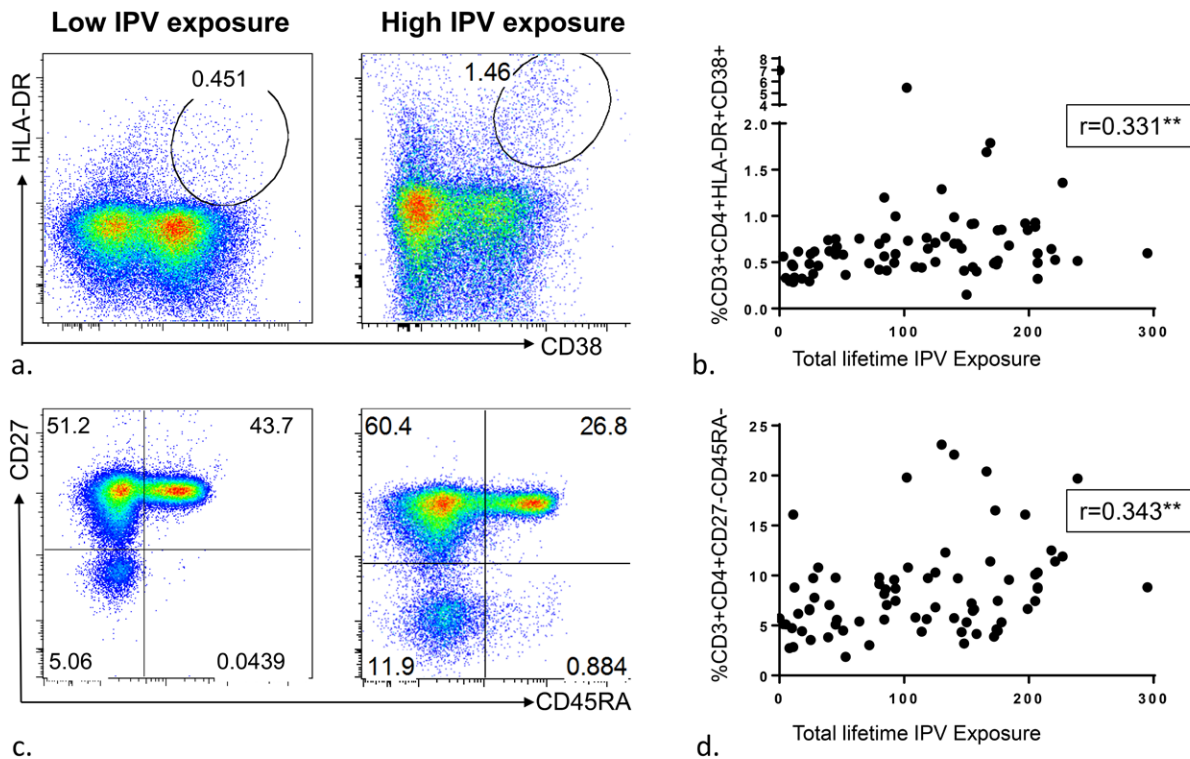 Low IPV exposure
High IPV exposure
0.451
1.46
HLA-DR
CD38
a.
%CD3+CD4+HLA-DR+CD38+
8
7
6
5
4
2.0
1.5
1.0
0.5
0.0
r=0.331**
0
100
200
300
Total lifetime IPV Exposure
b.
51.2
43.7
5.06
0.0439
60.4
26.8
11.9
0.884
CD27
CD45RA
c.
%CD3+CD4+CD27-CD45RA-
25
20
15
10
5
0
r=0.343**
0
100
200
300
Total lifetime IPV Exposure
d.